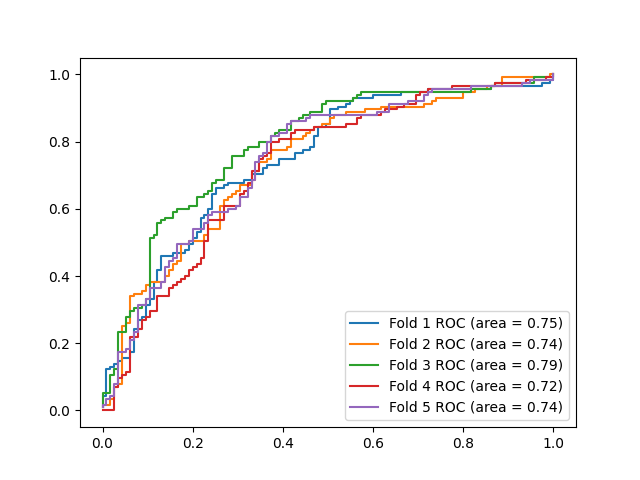 1.0
0.8
0.6
0.4
0.2
0.0
Fold 1 ROC (area = 0.75)
Fold 2 ROC (area = 0.74)
Fold 3 ROC (area = 0.79)
Fold 4 ROC (area = 0.72)
Fold 5 ROC (area = 0.74)
0.0 0.2 0.4 0.6 0.8 1.0